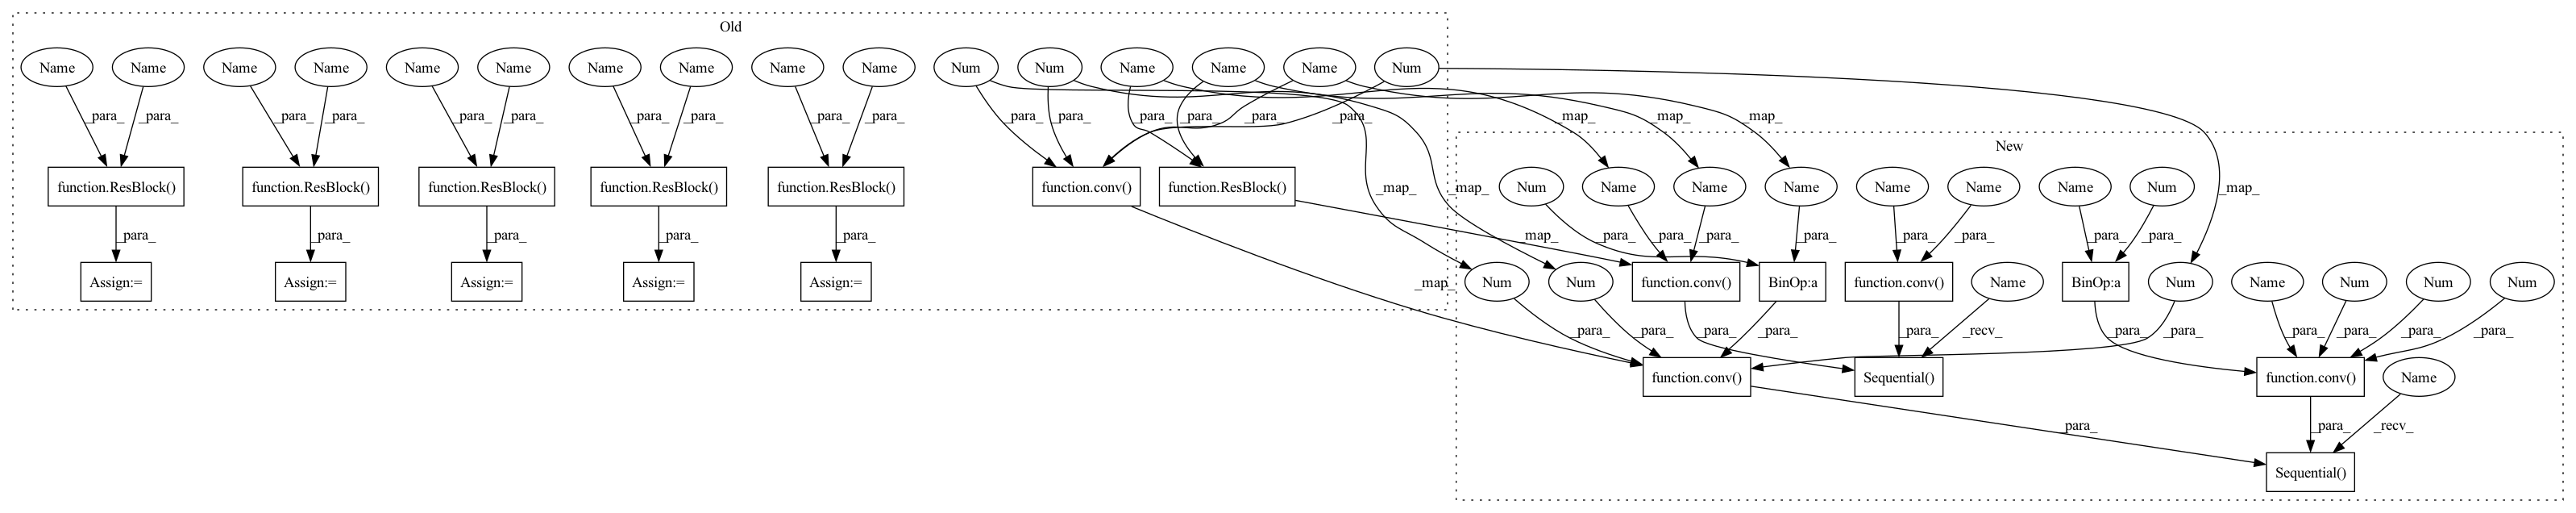 Old
Name Name Name Name Name Name Name Name Name Name Num Num Name Name Name Num
_para_ _para_ _para_ _para_ _para_ _para_ _para_ _para_ _para_ _para_ _para_ _para_ _para_ _para_ _para_ _map_ _map_ _map_
New
function.ResBlock() function.ResBlock() function.ResBlock() function.ResBlock() function.ResBlock() function.conv() function.ResBlock() _map_ _map_ Num Name Name Name Name Name Name Num _map_
_para_ _para_ _para_ _para_ _para_ _map_ _para_ _para_ _para_ _para_ _para_ _para_ _para_
Assign:= Assign:= Assign:= Assign:= Assign:= _map_ Num Num function.conv() BinOp:a function.conv() Name BinOp:a Num Name Num Num Num
_para_ _para_ _para_ _para_ _para_ _recv_ _para_ _para_ _para_ _para_ _para_ _para_
function.conv() Sequential() function.conv() Name
_para_ _para_ _recv_
Sequential()